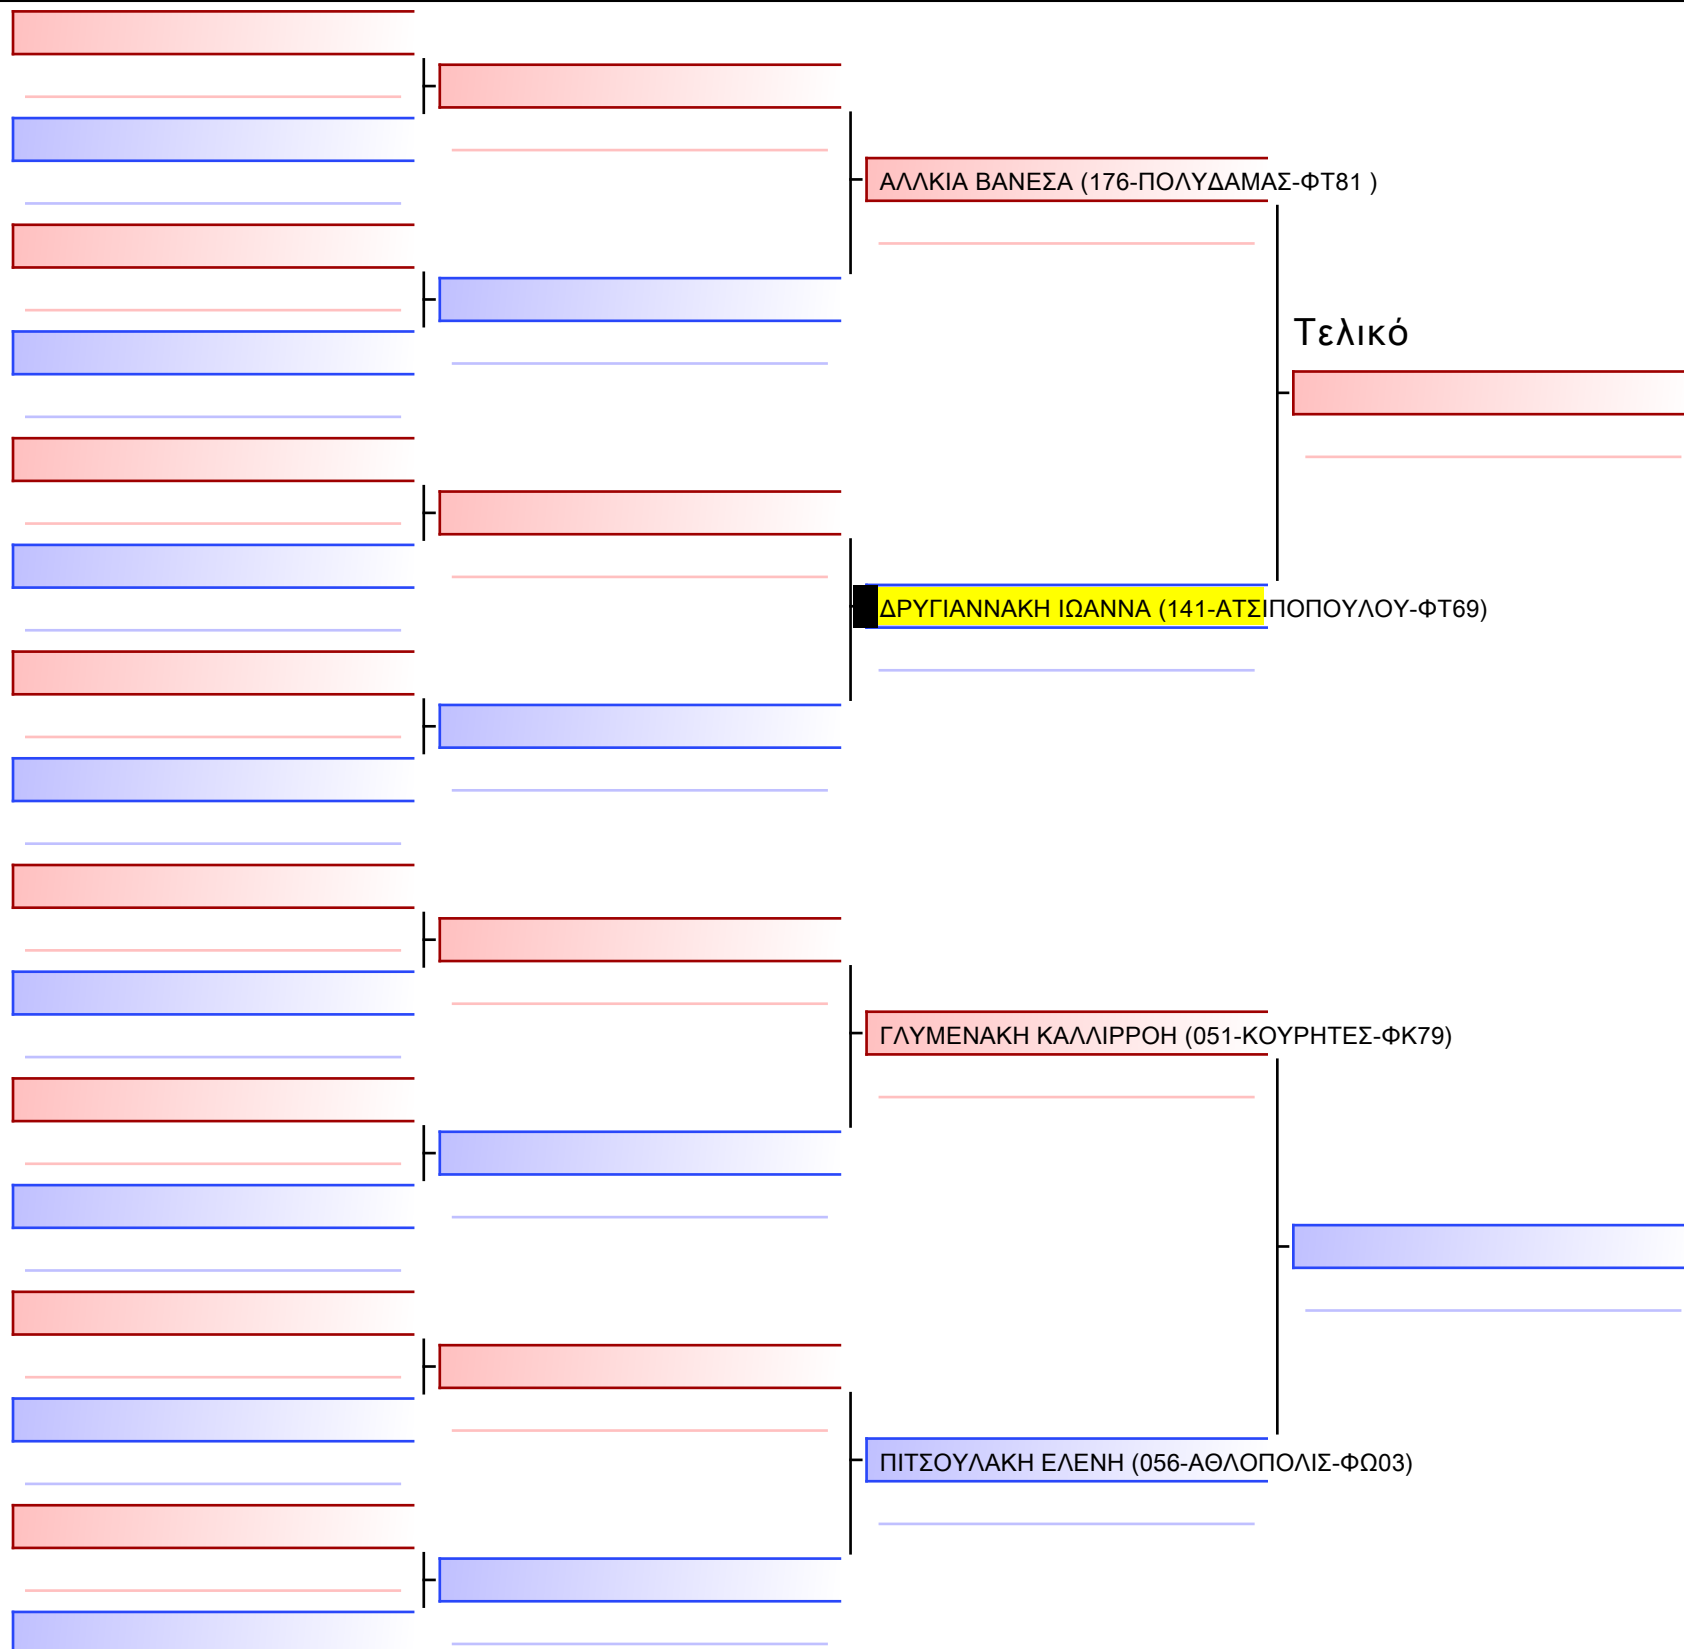 ΑΛΛΚΙΑ ΒΑΝΕΣΑ (176-ΠΟΛΥΔΑΜΑΣ-ΦΤ81 )
Τελικό
ΔΡΥΓΙΑΝΝΑΚΗ ΙΩΑΝΝΑ (141-ΑΤΣΙΠΟΠΟΥΛΟΥ-ΦΤ69)
ΓΛΥΜΕΝΑΚΗ ΚΑΛΛΙΡΡΟΗ (051-ΚΟΥΡΗΤΕΣ-ΦΚ79)
ΠΙΤΣΟΥΛΑΚΗ ΕΛΕΝΗ (056-ΑΘΛΟΠΟΛΙΣ-ΦΩ03)